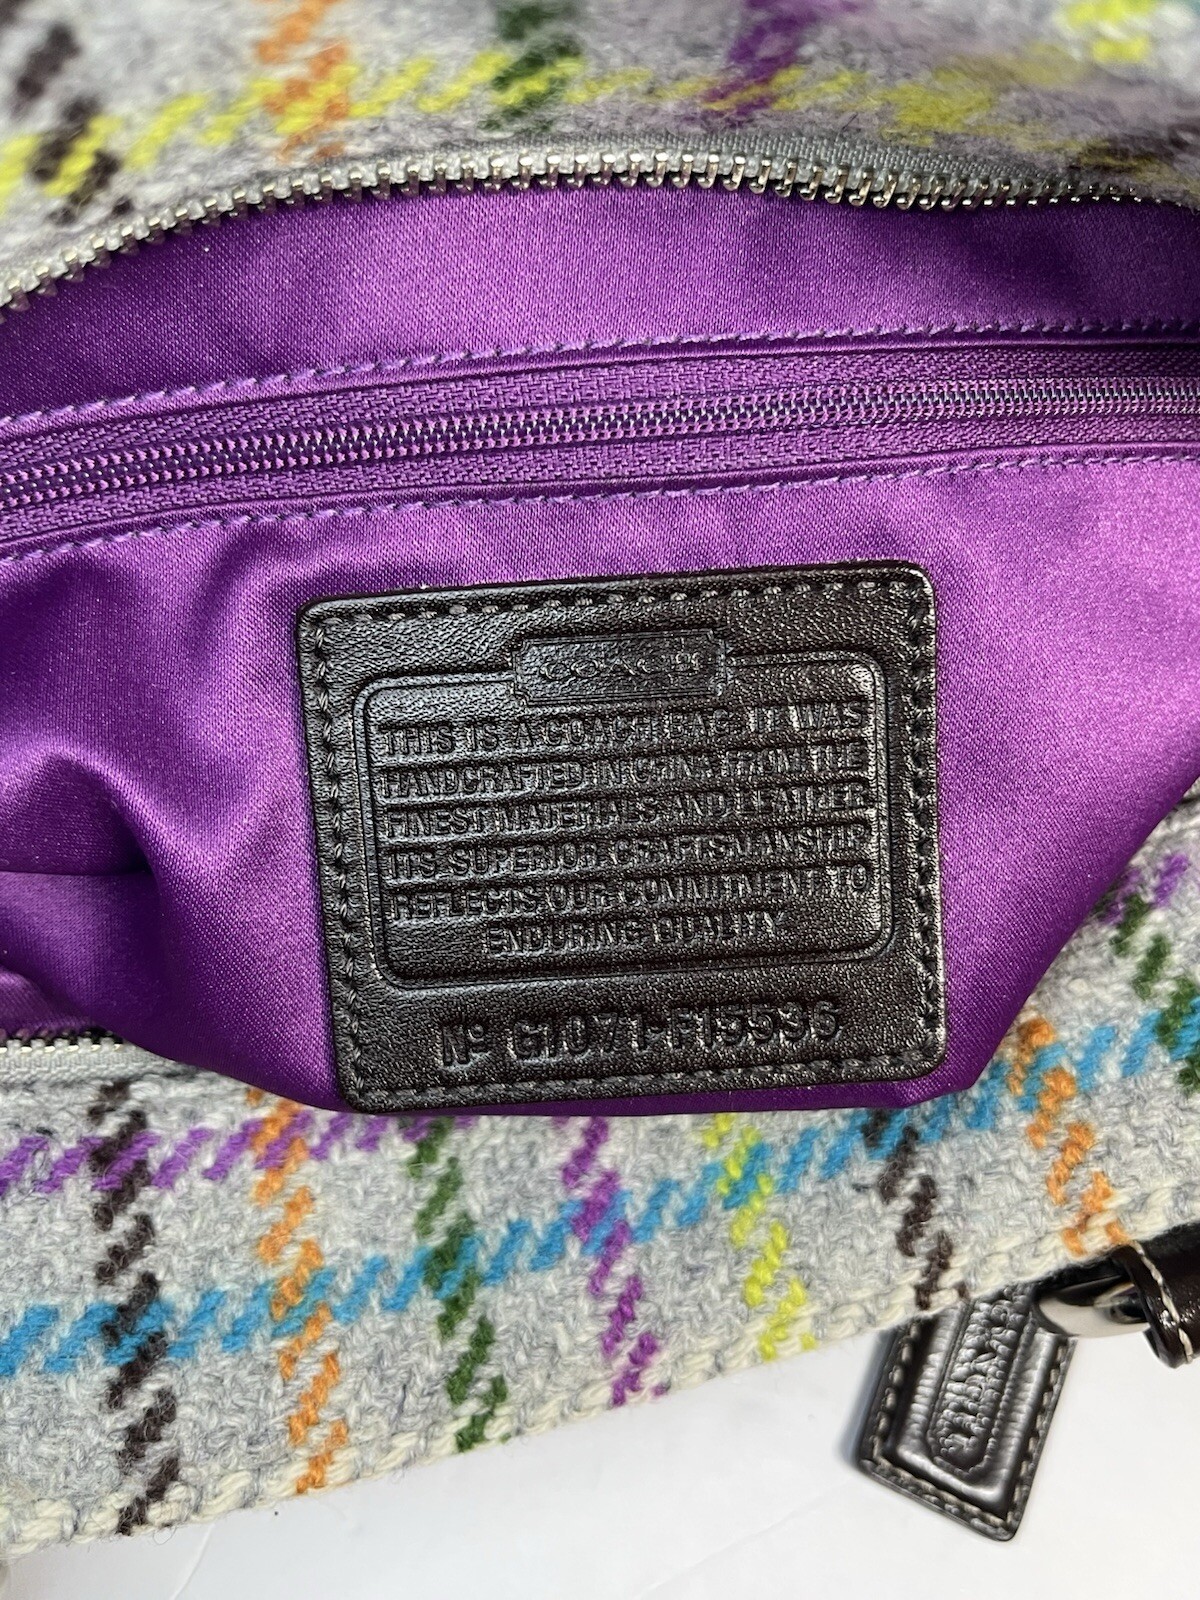 COACH
THIS IS A COACH BAG. IT WAS
HANDCRAFTED IN CHINA FROM THE
FINEST MATERIALS AND LEATHER
ITS SUPERIOR CRAFTSMANSHIP
REFLECTS OUR COMMITMENT TO
ENDURING QUALITY.
Nº G1071-F15536